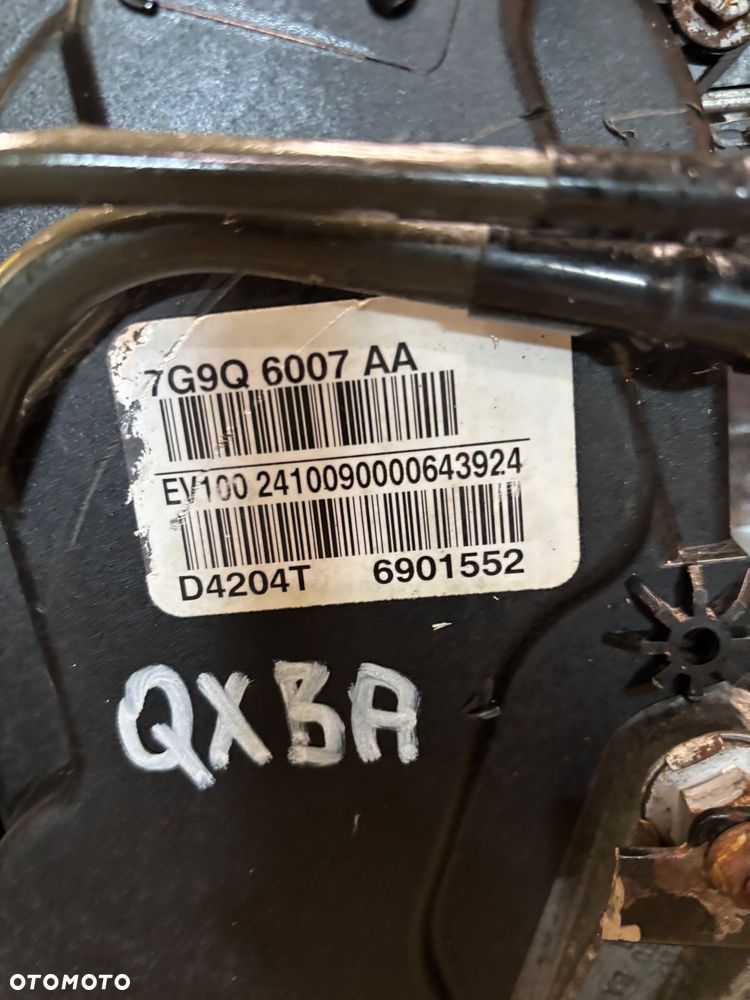 7G9Q 6007 AA
EV100 2410090000643924
D4204T 6901552
QXBA
OTOMOTO